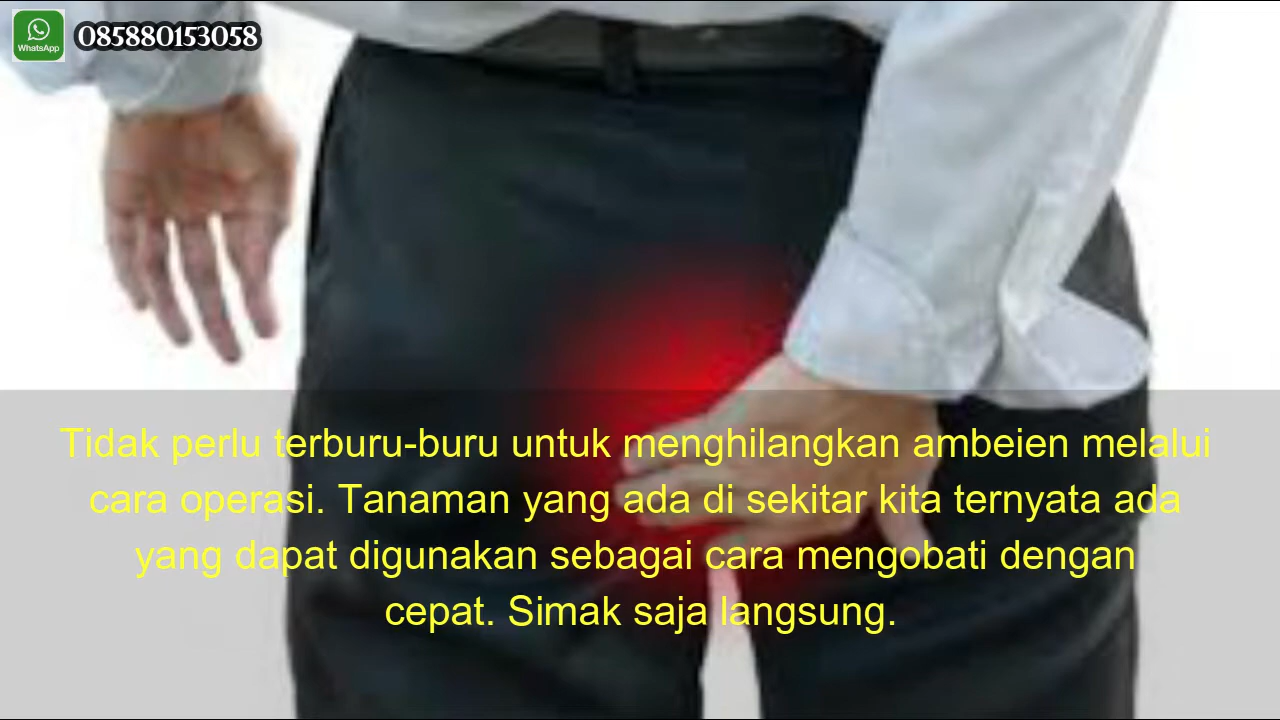 WhatsApp
085880153058
Tidak perlu terburu-buru untuk menghilangkan ambeien melalui
cara operasi. Tanaman yang ada di sekitar kita ternyata ada
yang dapat digunakan sebagai cara mengobati dengan
cepat. Simak saja langsung.